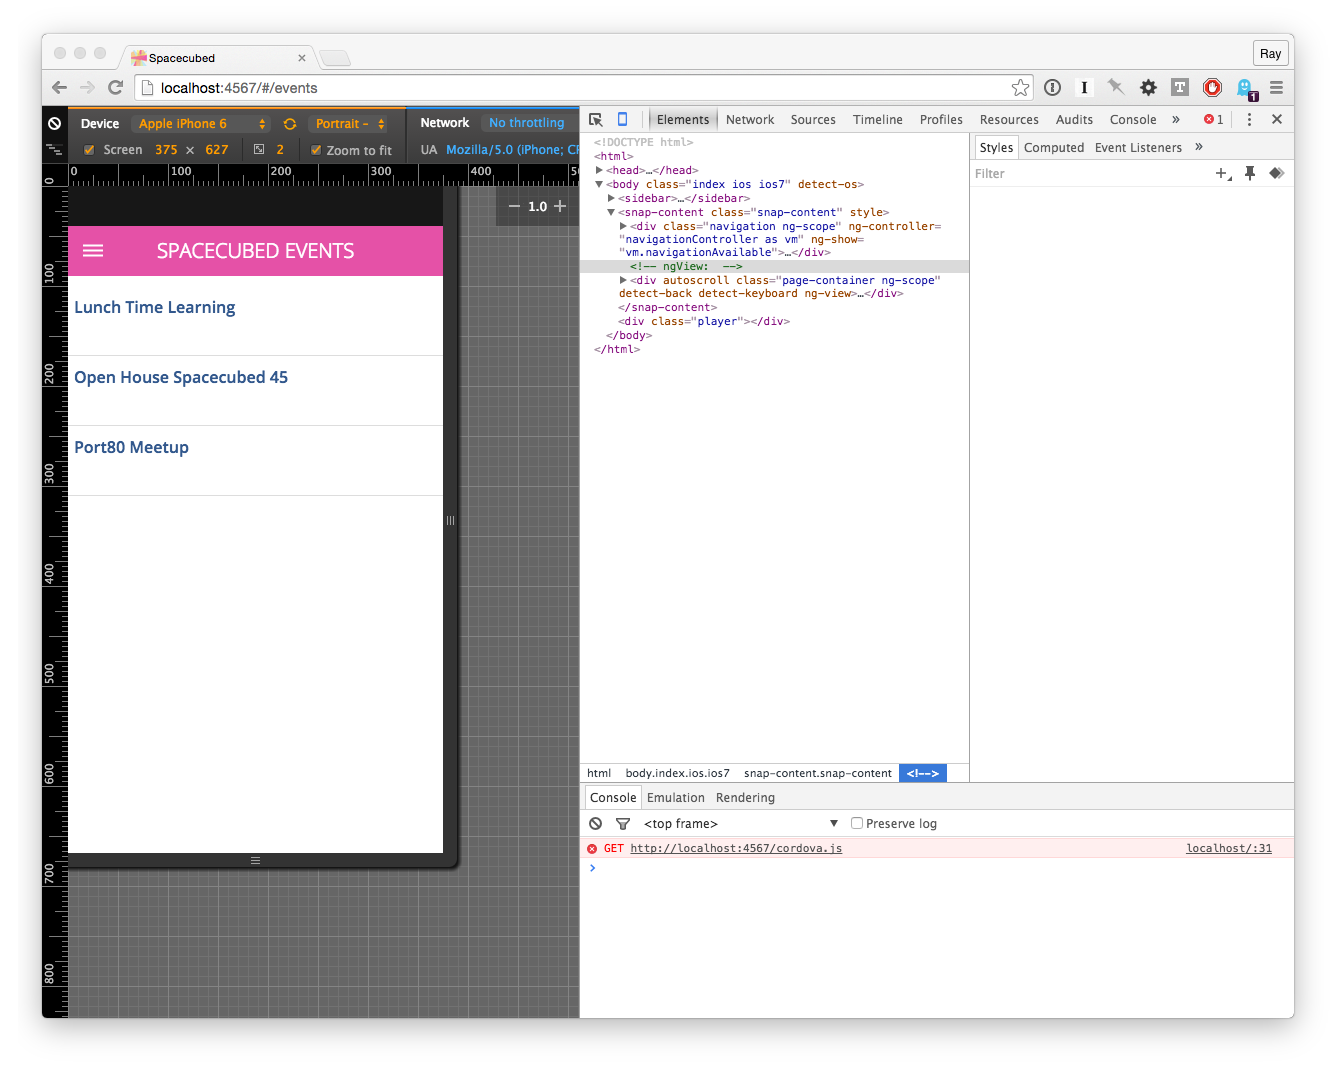 Spacecubed
Ray
localhost:4567/#/events
1
Device Apple iPhone 6 Portrait –
Network No throttling
Screen 375 × 627 2 Zoom to fit
UA Mozilla/5.0 (iPhone; CP
Elements Network Sources Timeline Profiles Resources Audits Console » 1
0 100 200 300 400 50
0
100
200
300
400
500
600
700
800
1.0
SPACECUBED EVENTS
Lunch Time Learning
Open House Spacecubed 45
Port80 Meetup
<!DOCTYPE html>
<html>
<head>…</head>
<body class="index ios ios7" detect-os>
<sidebar>…</sidebar>
<snap-content class="snap-content" style>
<div class="navigation ng-scope" ng-controller=
"navigationController as vm" ng-show=
"vm.navigationAvailable">…</div>
<!-- ngView:  -->
<div autoscroll class="page-container ng-scope"
detect-back detect-keyboard ng-view>…</div>
</snap-content>
<div class="player"></div>
</body>
</html>
Styles Computed Event Listeners »
Filter
html body.index.ios.ios7 snap-content.snap-content <!-->
Console Emulation Rendering
<top frame> Preserve log
GET http://localhost:4567/cordova.js localhost/:31